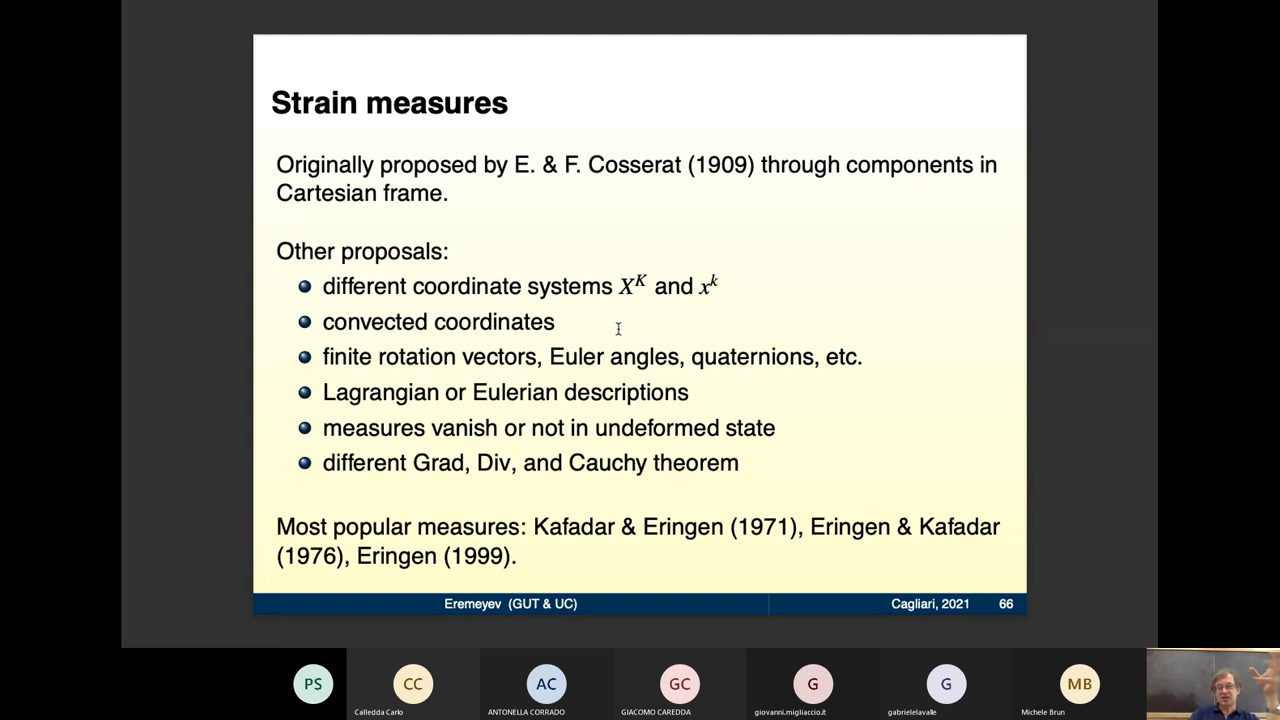 Strain measures
Originally proposed by E. & F. Cosserat (1909) through components in
Cartesian frame.
Other proposals:
different coordinate systems X^K and x^k
convected coordinates
finite rotation vectors, Euler angles, quaternions, etc.
Lagrangian or Eulerian descriptions
measures vanish or not in undeformed state
different Grad, Div, and Cauchy theorem
Most popular measures: Kafadar & Eringen (1971), Eringen & Kafadar
(1976), Eringen (1999).
Eremeyev (GUT & UC) Cagliari, 2021 66
PS CC AC GC G G MB
Calledda Carlo ANTONELLA CORRADO GIACOMO CAREDDA giovanni.migliaccio.it gabrielelavalle Michele Brun